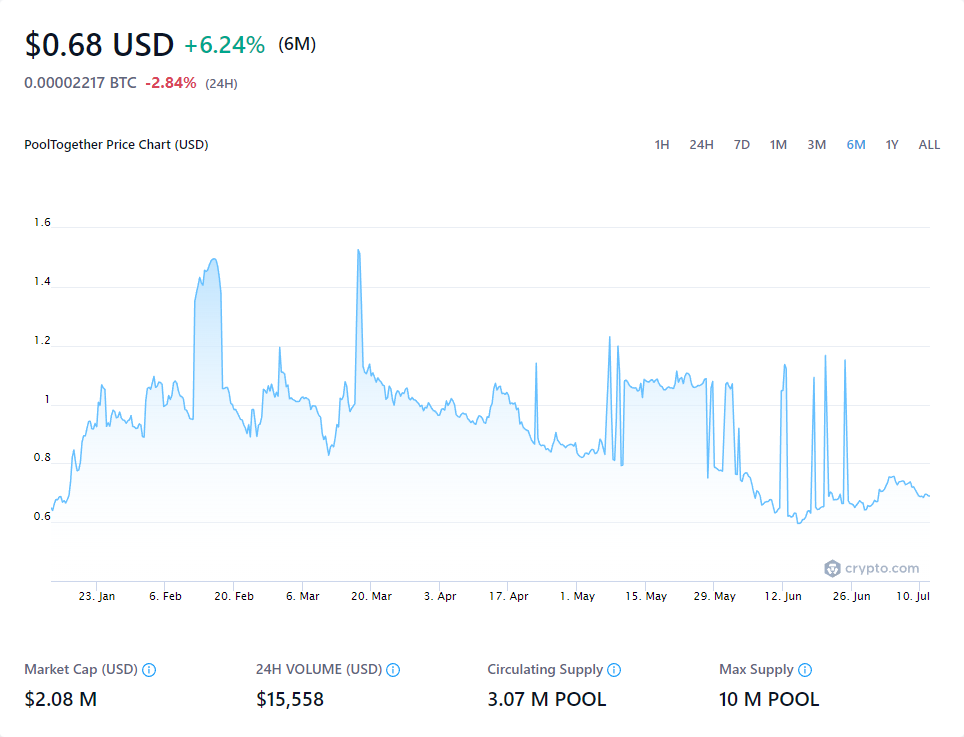 $0.68 USD +6.24% (6M)
0.00002217 BTC -2.84% (24H)
PoolTogether Price Chart (USD) 1H 24H 7D 1M 3M 6M 1Y ALL
1.6
1.4
1.2
1
0.8
0.6
crypto.com
23. Jan 6. Feb 20. Feb 6. Mar 20. Mar 3. Apr 17. Apr 1. May 15. May 29. May 12. Jun 26. Jun 10. Jul
Market Cap (USD) 24H VOLUME (USD) Circulating Supply Max Supply
$2.08 M $15,558 3.07 M POOL 10 M POOL